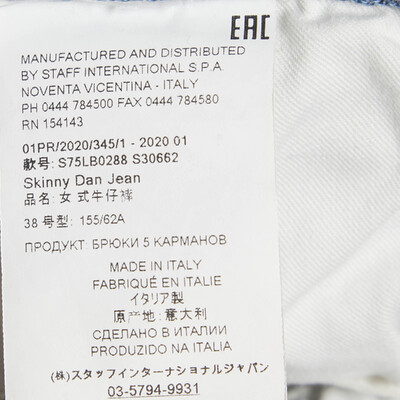 EAC
MANUFACTURED AND DISTRIBUTED
BY STAFF INTERNATIONAL S.P.A.
NOVENTA VICENTINA - ITALY
PH 0444 784500 FAX 0444 784580
RN 154143
01PR/2020/345/1 - 2020 01
款号: S75LB0288 S30662
Skinny Dan Jean
品名: 女 式牛仔裤
38 号型: 155/62A
ПРОДУКТ: БРЮКИ 5 КАРМАНОВ
MADE IN ITALY
FABRIQUÉ EN ITALIE
イタリア製
原产地: 意大利
СДЕЛАНО В ИТАЛИИ
PRODUZIDO NA ITALIA
(株)スタッフインターナショナルジャパン
03-5794-9931